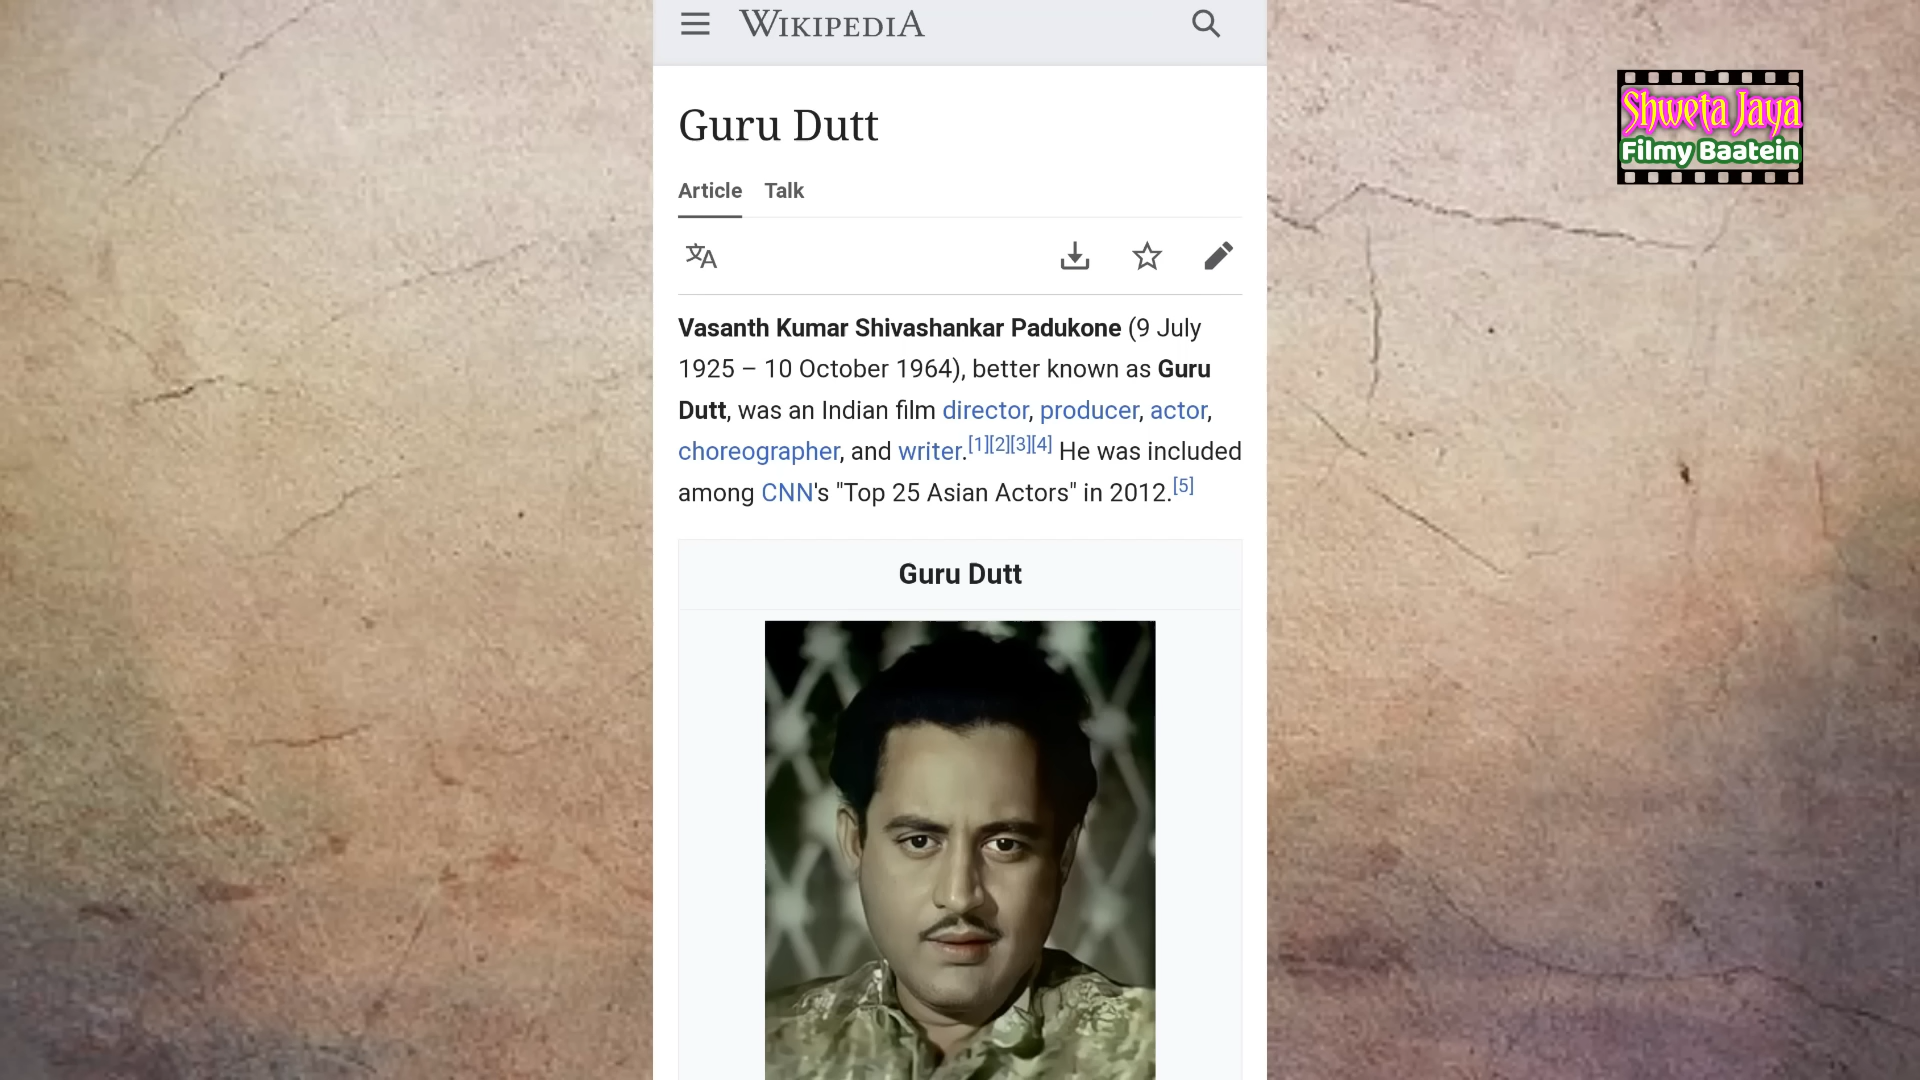 WIKIPEDIA
Shweta Jaya
Filmy Baatein
Guru Dutt
Article Talk
Vasanth Kumar Shivashankar Padukone (9 July
1925 – 10 October 1964), better known as Guru
Dutt, was an Indian film director, producer, actor,
choreographer, and writer.[1][2][3][4] He was included
among CNN's "Top 25 Asian Actors" in 2012.[5]
Guru Dutt